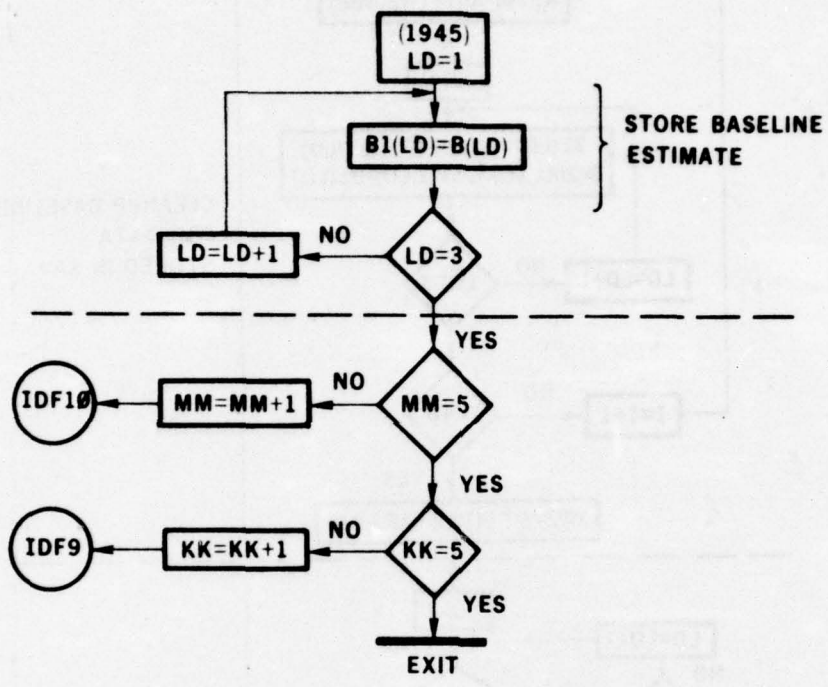 (1945)
LD=1
B1(LD)=B(LD)
STORE BASELINE
ESTIMATE
LD=LD+1
NO
LD=3
YES
IDF10
MM=MM+1
NO
MM=5
YES
IDF9
KK=KK+1
NO
KK=5
YES
EXIT